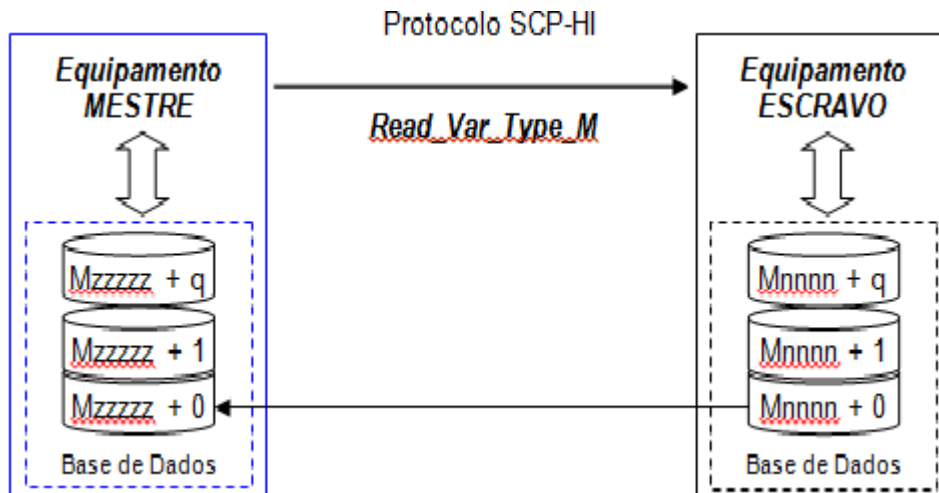 Protocolo SCP-HI
Equipamento
MESTRE
Read_Var_Type_M
Equipamento
ESCRAVO
Mzzzzz + q
Mzzzzz + 1
Mzzzzz + 0
Base de Dados
Mnnnn + q
Mnnnn + 1
Mnnnn + 0
Base de Dados